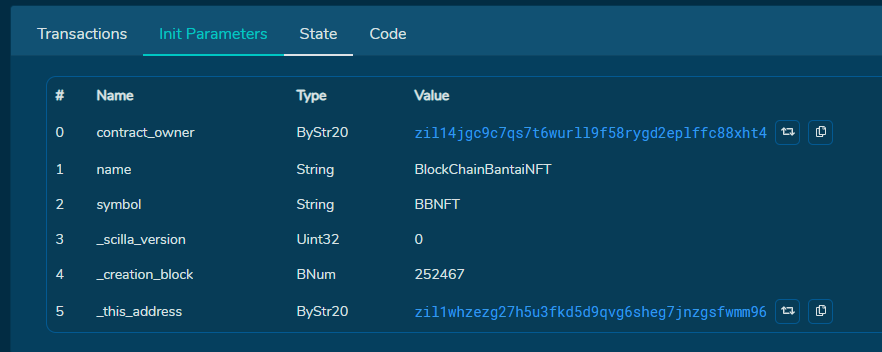 Transactions Init Parameters State Code
# Name Type Value
0 contract_owner ByStr20 zil14jgc9c7qs7t6wurll9f58rygd2eplffc88xht4
1 name String BlockChainBantaiNFT
2 symbol String BBNFT
3 _scilla_version Uint32 0
4 _creation_block BNum 252467
5 _this_address ByStr20 zil1whzezg27h5u3fkd5d9qvg6sheg7jnzgsfwmm96